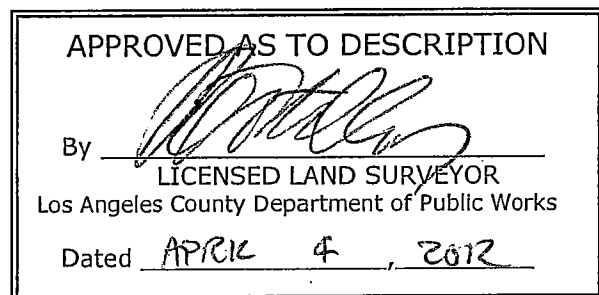 APPROVED AS TO DESCRIPTION
By
LICENSED LAND SURVEYOR
Los Angeles County Department of Public Works
Dated APRIL 4, 2012